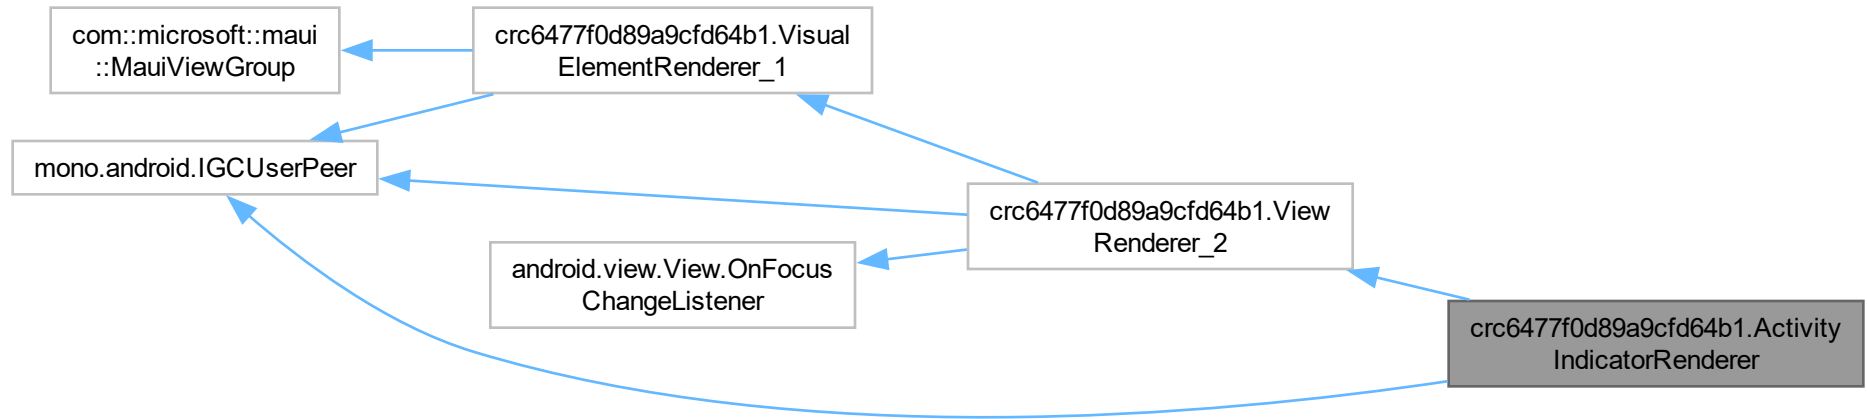 com::microsoft::maui
::MauiViewGroup
crc6477f0d89a9cfd64b1.Visual
ElementRenderer_1
mono.android.IGCUserPeer
crc6477f0d89a9cfd64b1.View
Renderer_2
android.view.View.OnFocus
ChangeListener
crc6477f0d89a9cfd64b1.Activity
IndicatorRenderer